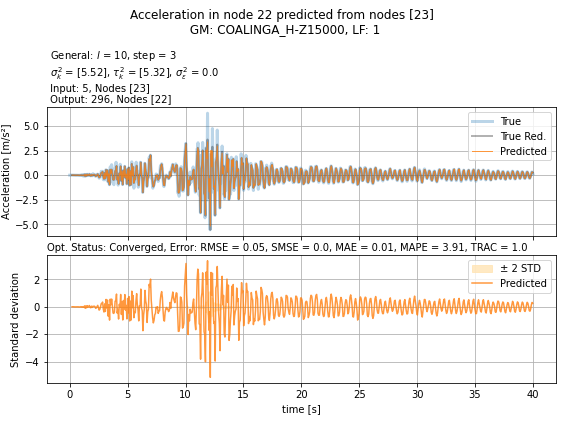 Acceleration in node 22 predicted from nodes [23]
GM: COALINGA_H-Z15000, LF: 1
General: l = 10, step = 3
σ²ₖ = [5.52], τ²ₖ = [5.32], σ²ε = 0.0
Input: 5, Nodes [23]
Output: 296, Nodes [22]
Acceleration [m/s²]
5.0
2.5
0.0
−2.5
−5.0
True
True Red.
Predicted
Opt. Status: Converged, Error: RMSE = 0.05, SMSE = 0.0, MAE = 0.01, MAPE = 3.91, TRAC = 1.0
Standard deviation
2
0
−2
−4
± 2 STD
Predicted
0 5 10 15 20 25 30 35 40
time [s]